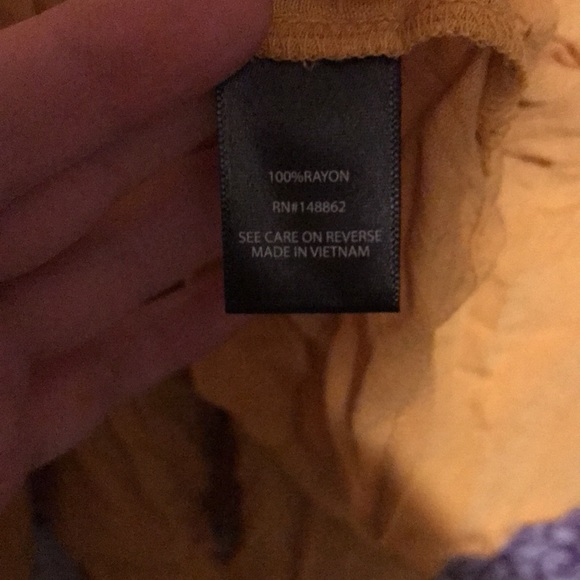 100%RAYON
RN#148862
SEE CARE ON REVERSE
MADE IN VIETNAM